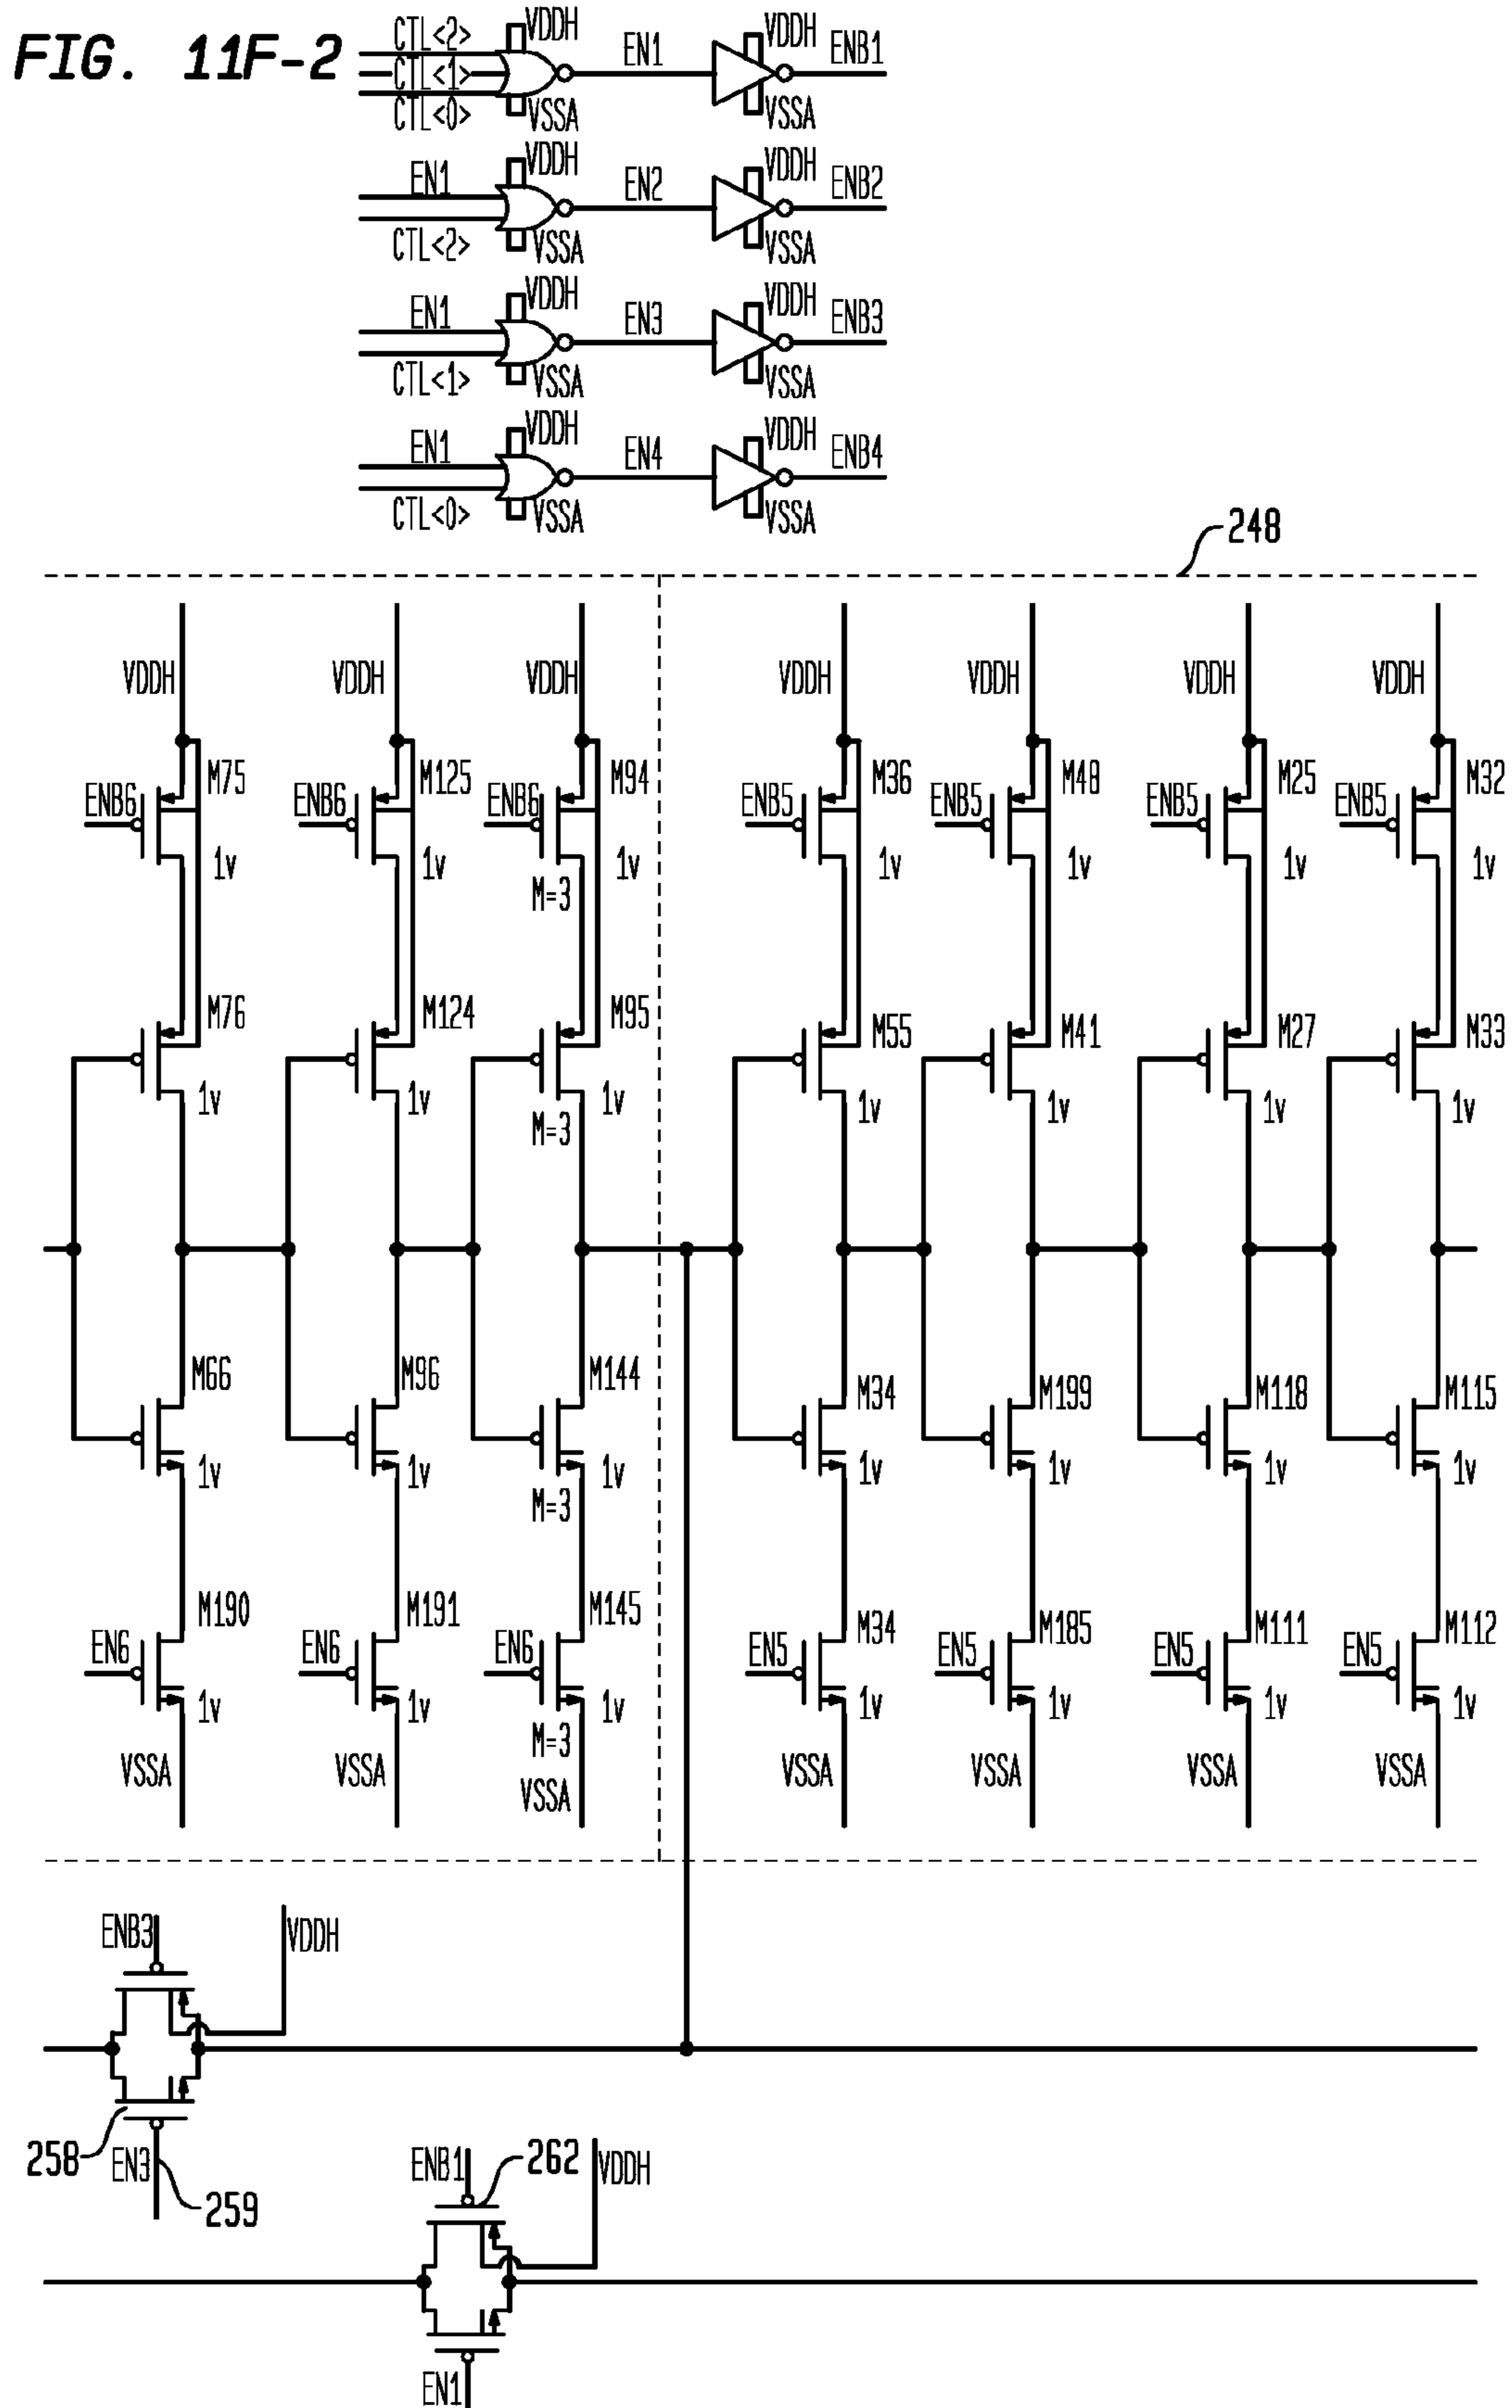 FIG. 11F-2
CTL<2> VDDH VDDH
CTL<1> EN1 ENB1
CTL<0> VSSA VSSA
EN1 VDDH EN2 VDDH ENB2
CTL<2> VSSA VSSA
EN1 VDDH EN3 VDDH ENB3
CTL<1> VSSA VSSA
EN1 VDDH EN4 VDDH ENB4
CTL<0> VSSA VSSA
248
VDDH VDDH VDDH VDDH VDDH VDDH VDDH
M75 M125 M94 M36 M48 M25 M32
ENB6 ENB6 ENB6 ENB5 ENB5 ENB5 ENB5
1v 1v 1v 1v 1v 1v 1v
M=3
M76 M124 M95 M55 M41 M27 M33
1v 1v 1v 1v 1v 1v 1v
M=3
M66 M96 M144 M34 M199 M118 M115
1v 1v 1v 1v 1v 1v 1v
M=3
M190 M191 M145 M34 M185 M111 M112
EN6 EN6 EN6 EN5 EN5 EN5 EN5
1v 1v 1v 1v 1v 1v 1v
M=3
VSSA VSSA VSSA VSSA VSSA VSSA VSSA
ENB3 VDDH
258 EN3 259
ENB1 262 VDDH
EN1